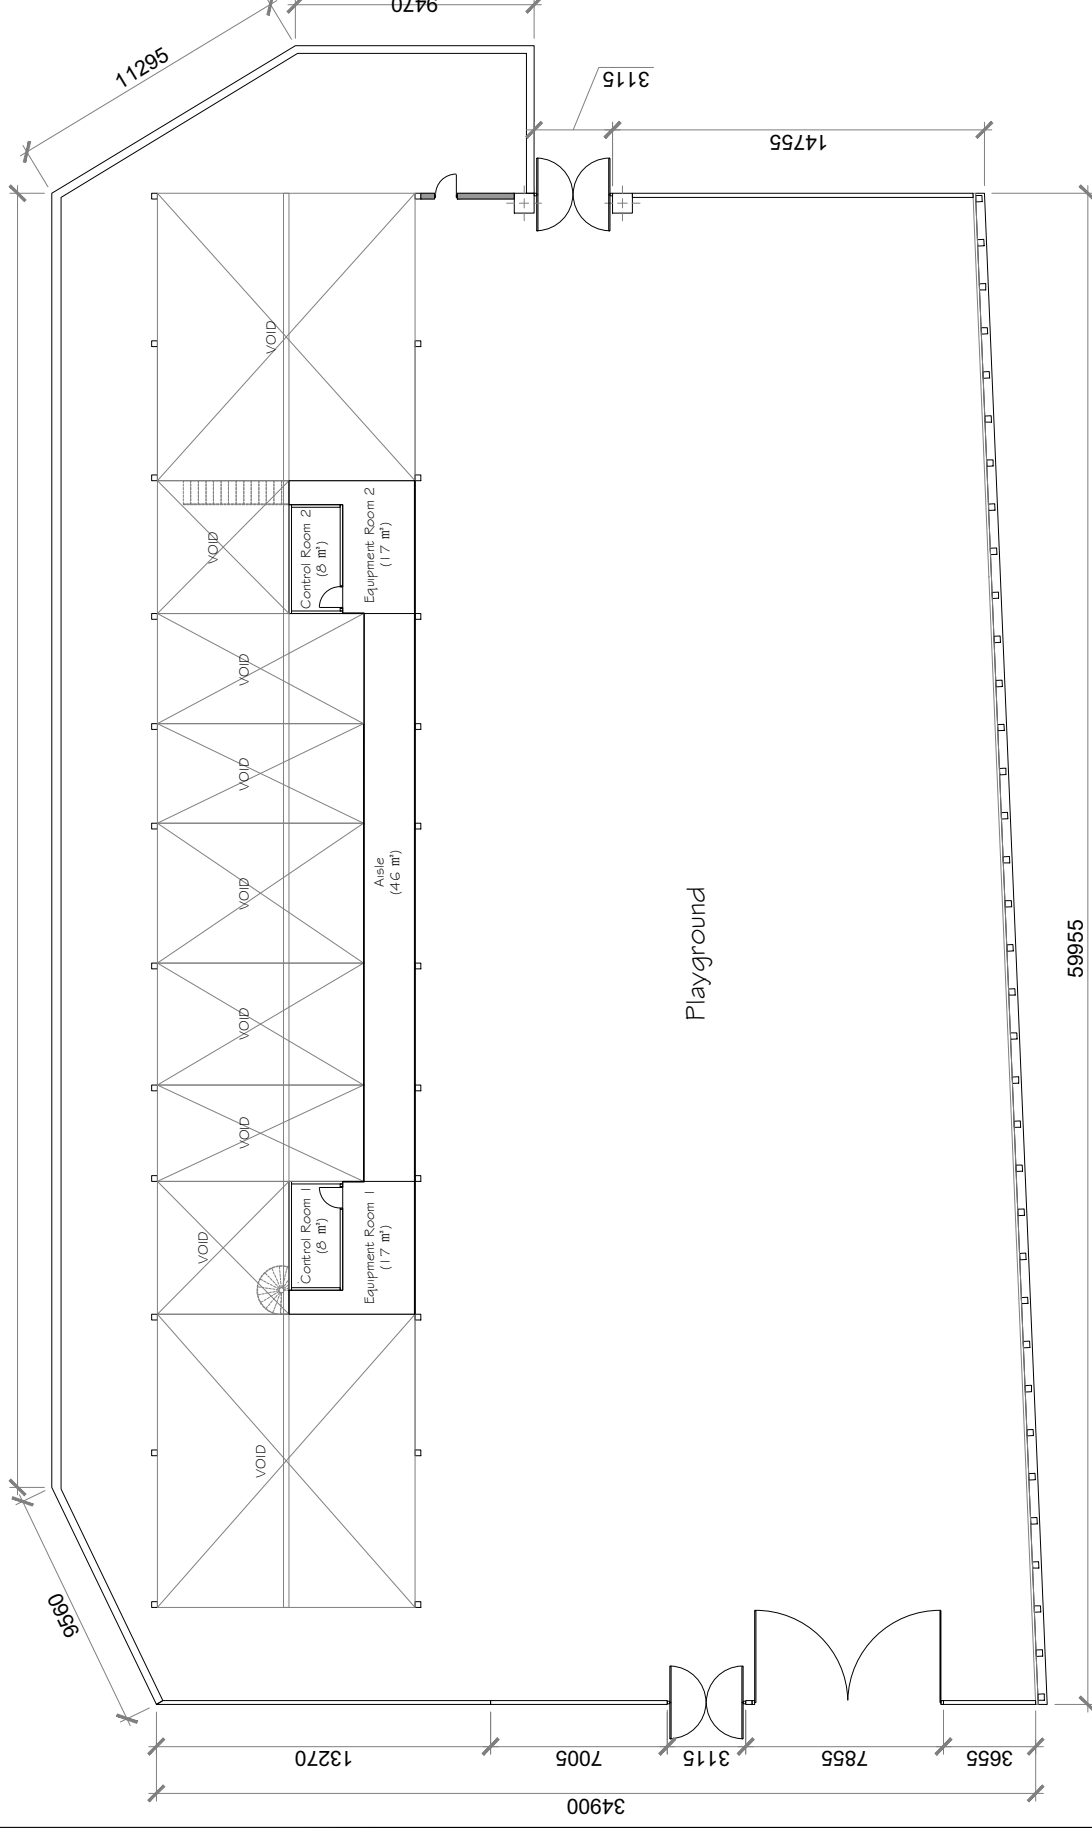 9470
11295
3115
14755
VOID
VOID
Control Room 2
(8 m²)
Equipment Room 2
(17 m²)
VOID
VOID
VOID
Aisle
(46 m²)
VOID
VOID
Playground
59955
VOID
Control Room 1
(8 m²)
Equipment Room 1
(17 m²)
VOID
9560
13270
7005
3115
7855
3655
34900